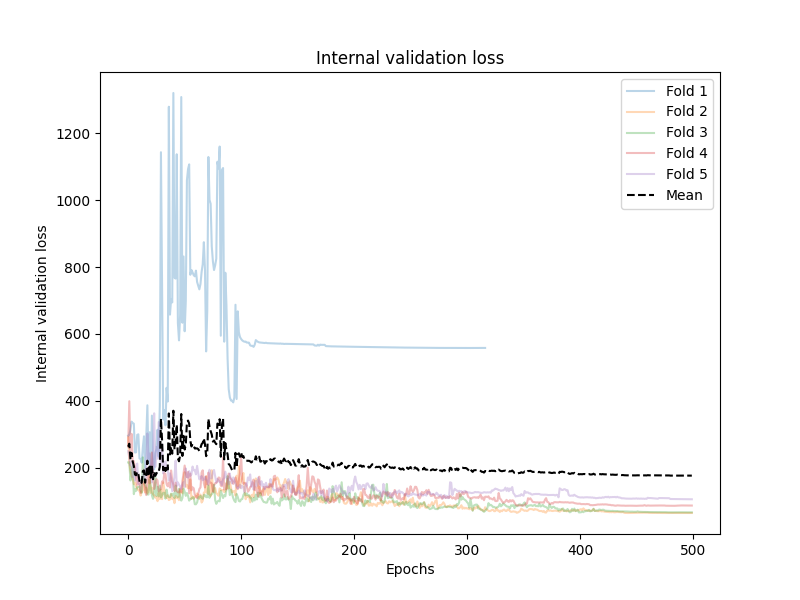 Internal validation loss
Internal validation loss
1200
1000
800
600
400
200
0
100
200
300
400
500
Epochs
Fold 1
Fold 2
Fold 3
Fold 4
Fold 5
Mean